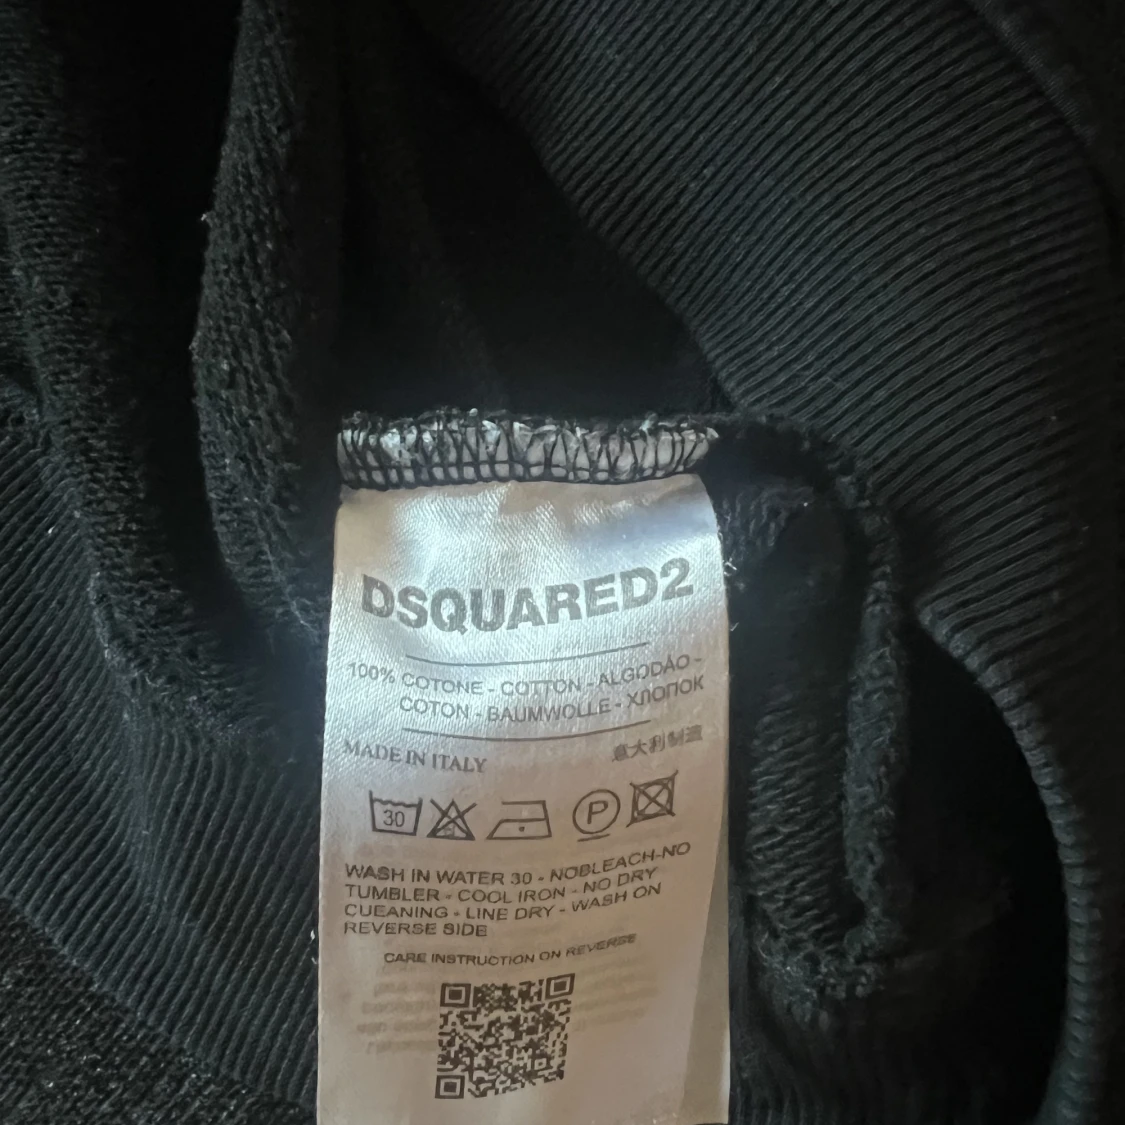 DSQUARED2
100% COTONE - COTTON - ALGODÃO -
COTON - BAUMWOLLE - ХЛОПОК
MADE IN ITALY 意大利制造
30 P
WASH IN WATER 30 - NOBLEACH-NO
TUMBLER - COOL IRON - NO DRY
CUEANING - LINE DRY - WASH ON
REVERSE SIDE
CARE INSTRUCTION ON REVERSE